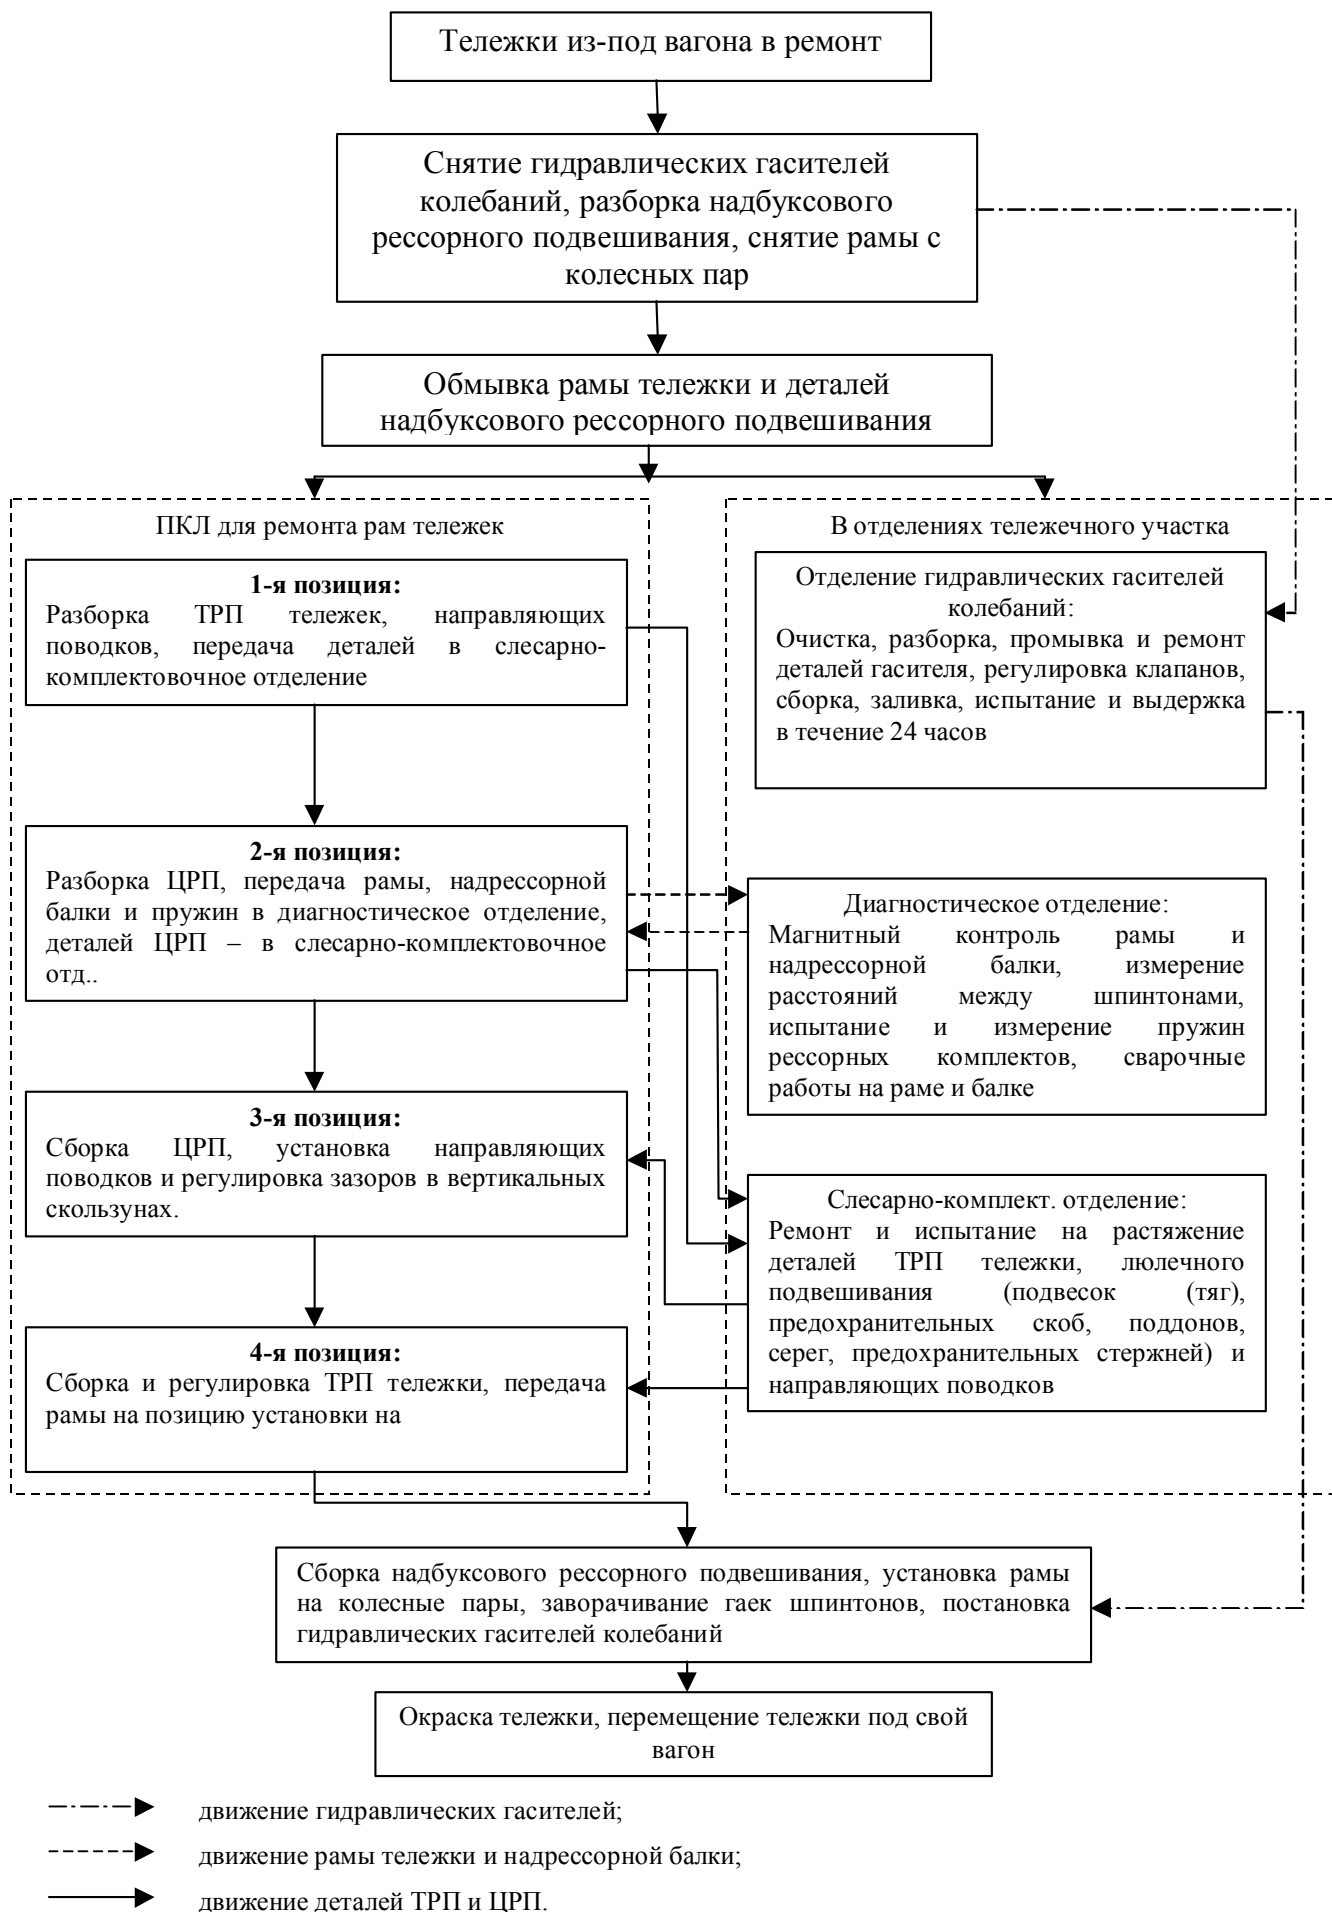 Тележки из-под вагона в ремонт
Снятие гидравлических гасителей
колебаний, разборка надбуксового
рессорного подвешивания, снятие рамы с
колесных пар
Обмывка рамы тележки и деталей
надбуксового рессорного подвешивания
ПКЛ для ремонта рам тележек
1-я позиция:
Разборка ТРП тележек, направляющих
поводков, передача деталей в слесарно-
комплектовочное отделение
2-я позиция:
Разборка ЦРП, передача рамы, надрессорной
балки и пружин в диагностическое отделение,
деталей ЦРП – в слесарно-комплектовочное
отд..
3-я позиция:
Сборка ЦРП, установка направляющих
поводков и регулировка зазоров в вертикальных
скользунах.
4-я позиция:
Сборка и регулировка ТРП тележки, передача
рамы на позицию установки на
В отделениях тележечного участка
Отделение гидравлических гасителей
колебаний:
Очистка, разборка, промывка и ремонт
деталей гасителя, регулировка клапанов,
сборка, заливка, испытание и выдержка
в течение 24 часов
Диагностическое отделение:
Магнитный контроль рамы и
надрессорной балки, измерение
расстояний между шпинтонами,
испытание и измерение пружин
рессорных комплектов, сварочные
работы на раме и балке
Слесарно-комплект. отделение:
Ремонт и испытание на растяжение
деталей ТРП тележки, люлечного
подвешивания (подвесок (тяг),
предохранительных скоб, поддонов,
серег, предохранительных стержней) и
направляющих поводков
Сборка надбуксового рессорного подвешивания, установка рамы
на колесные пары, заворачивание гаек шпинтонов, постановка
гидравлических гасителей колебаний
Окраска тележки, перемещение тележки под свой
вагон
движение гидравлических гасителей;
движение рамы тележки и надрессорной балки;
движение деталей ТРП и ЦРП.